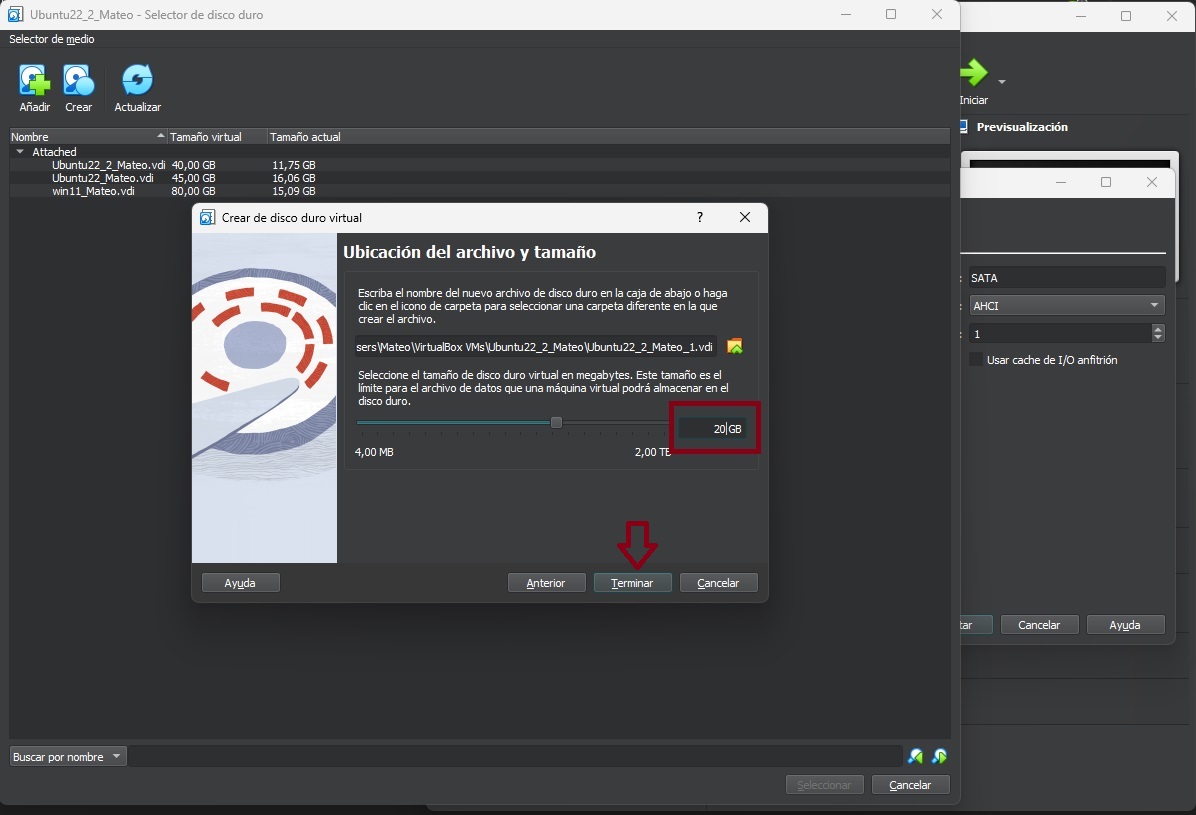 Ubuntu22_2_Mateo - Selector de disco duro
Selector de medio
Añadir
Crear
Actualizar
Nombre Tamaño virtual Tamaño actual
Attached
Ubuntu22_2_Mateo.vdi 40,00 GB 11,75 GB
Ubuntu22_Mateo.vdi 45,00 GB 16,06 GB
win11_Mateo.vdi 80,00 GB 15,09 GB
Crear de disco duro virtual
?
Ubicación del archivo y tamaño
Escriba el nombre del nuevo archivo de disco duro en la caja de abajo o haga
clic en el icono de carpeta para seleccionar una carpeta diferente en la que
crear el archivo.
sers\Mateo\VirtualBox VMs\Ubuntu22_2_Mateo\Ubuntu22_2_Mateo_1.vdi
Seleccione el tamaño de disco duro virtual en megabytes. Este tamaño es el
límite para el archivo de datos que una máquina virtual podrá almacenar en el
disco duro.
20 GB
4,00 MB 2,00 TB
Ayuda Anterior Terminar Cancelar
Buscar por nombre
Seleccionar Cancelar
Iniciar
Previsualización
: SATA
: AHCI
: 1
Usar cache de I/O anfitrión
tar Cancelar Ayuda